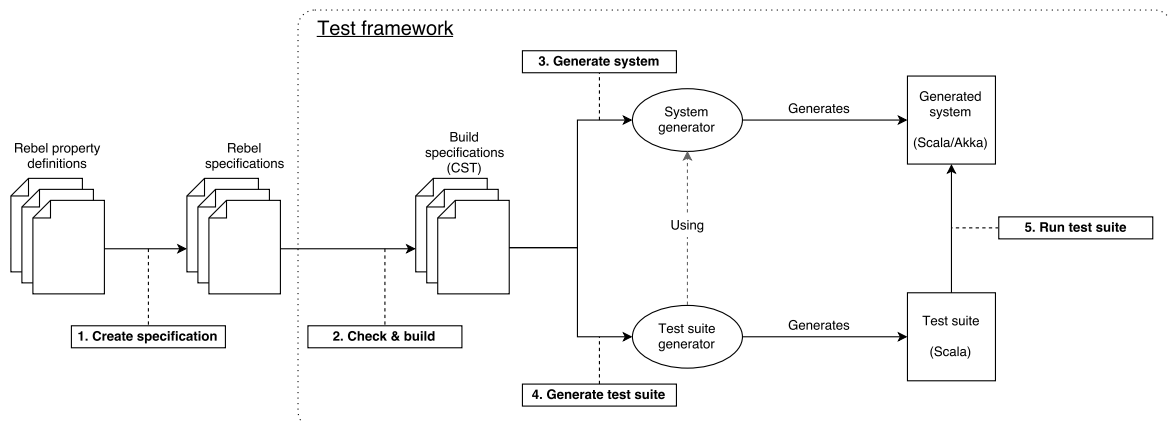 Test framework
3. Generate system
System
generator
Generates
Generated
system
(Scala/Akka)
Rebel property
definitions
Rebel
specifications
Build
specifications
(CST)
Using
5. Run test suite
1. Create specification
2. Check & build
Test suite
generator
Generates
Test suite
(Scala)
4. Generate test suite